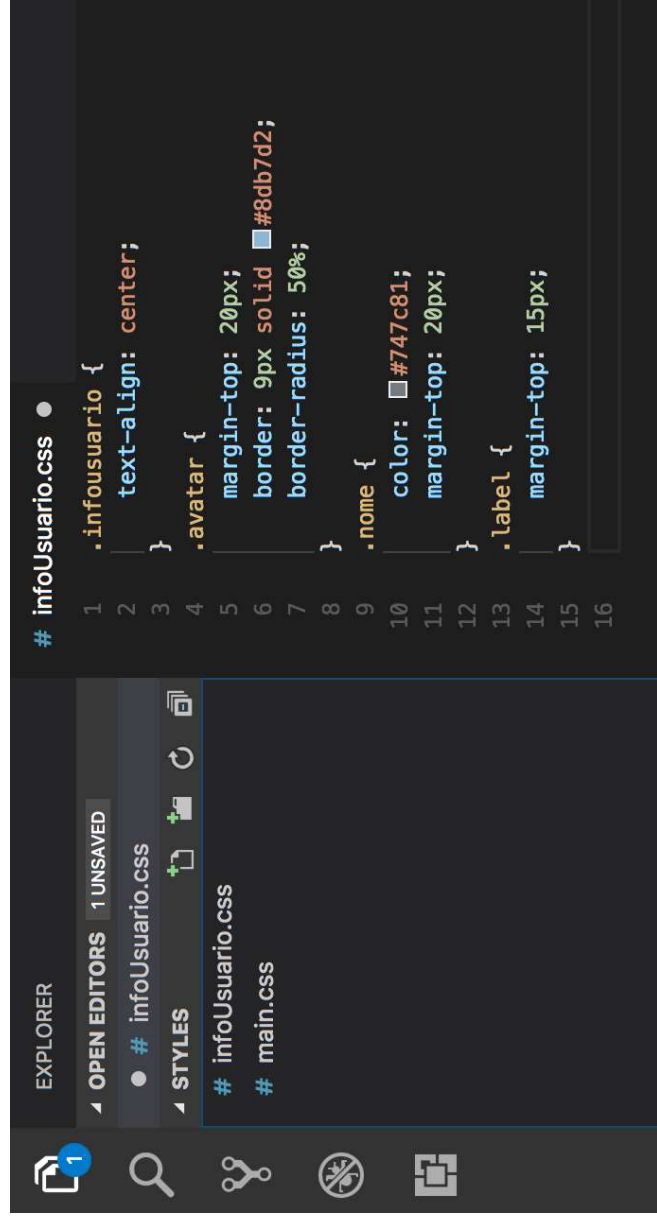 EXPLORER
OPEN EDITORS 1 UNSAVED
# infoUsuario.css
STYLES
# infoUsuario.css
# main.css
1
# infoUsuario.css
1 .infousuario {
2 text-align: center;
3 }
4 .avatar {
5 margin-top: 20px;
6 border: 9px solid #8db7d2;
7 border-radius: 50%;
8 }
9 .nome {
10 color: #747c81;
11 margin-top: 20px;
12 }
13 .label {
14 margin-top: 15px;
15 }
16